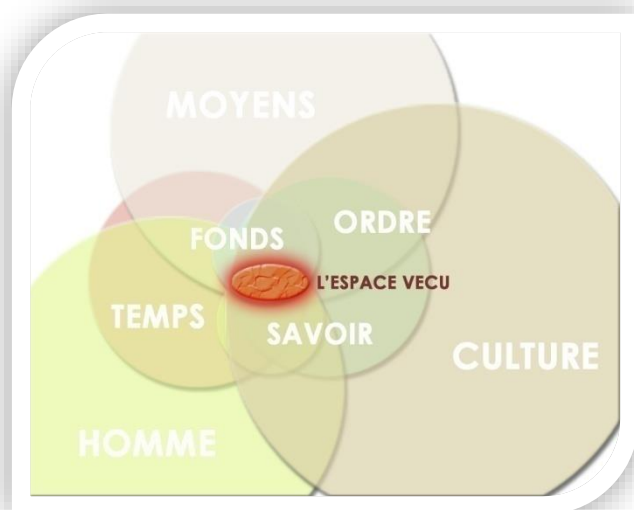 MOYENS
ORDRE
FONDS
L'ESPACE VECU
TEMPS
SAVOIR
CULTURE
HOMME